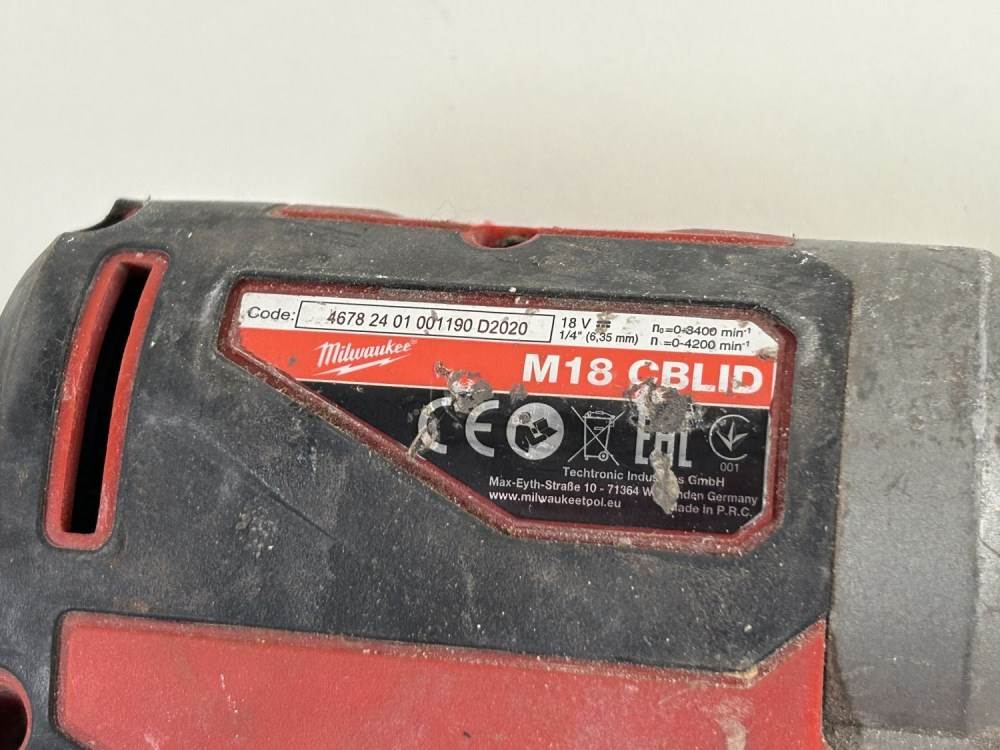 Code: 4678 24 01 001190 D2020
18 V
1/4" (6,35 mm)
n₀=0-3400 min⁻¹
n =0-4200 min⁻¹
Milwaukee
M18 CBLID
CE
EAC
001
Techtronic GmbH
Max-Eyth-Straße 10 - 71364 Germany
www.milwaukeetool.eu
Made in P.R.C.